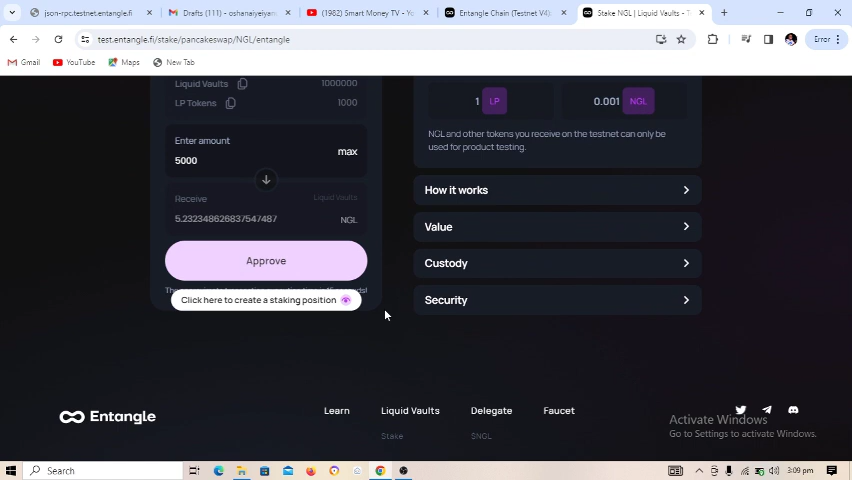 json-rpc.testnet.entangle.fi
Drafts (111) - oshanaiyeiyam
(1982) Smart Money TV - Yo
Entangle Chain (Testnet V4):
Stake NGL | Liquid Vaults - T
test.entangle.fi/stake/pancakeswap/NGL/entangle
Error
Gmail
YouTube
Maps
New Tab
Liquid Vaults
1000000
LP Tokens
1000
Enter amount
5000
max
Receive
Liquid Vaults
5.232348626837547487
NGL
Approve
Click here to create a staking position
1 LP
0.001 NGL
NGL and other tokens you receive on the testnet can only be
used for product testing.
How it works
Value
Custody
Security
Entangle
Learn
Liquid Vaults
Delegate
Faucet
Stake
SNGL
Activate Windows
Go to Settings to activate Windows.
Search
3:09 pm